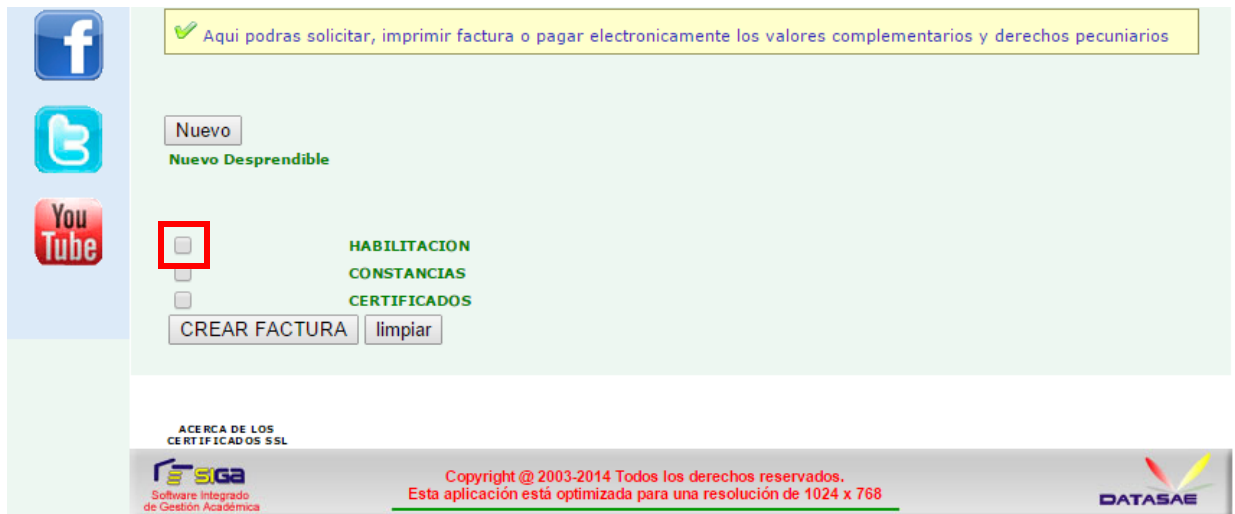 f
Aqui podras solicitar, imprimir factura o pagar electronicamente los valores complementarios y derechos pecuniarios
t
Nuevo
Nuevo Desprendible
You
Tube
HABILITACION
CONSTANCIAS
CERTIFICADOS
CREAR FACTURA limpiar
ACERCA DE LOS
CERTIFICADOS SSL
SIGA
Software Integrado
de Gestión Académica
Copyright @ 2003-2014 Todos los derechos reservados.
Esta aplicación está optimizada para una resolución de 1024 x 768
DATASAE